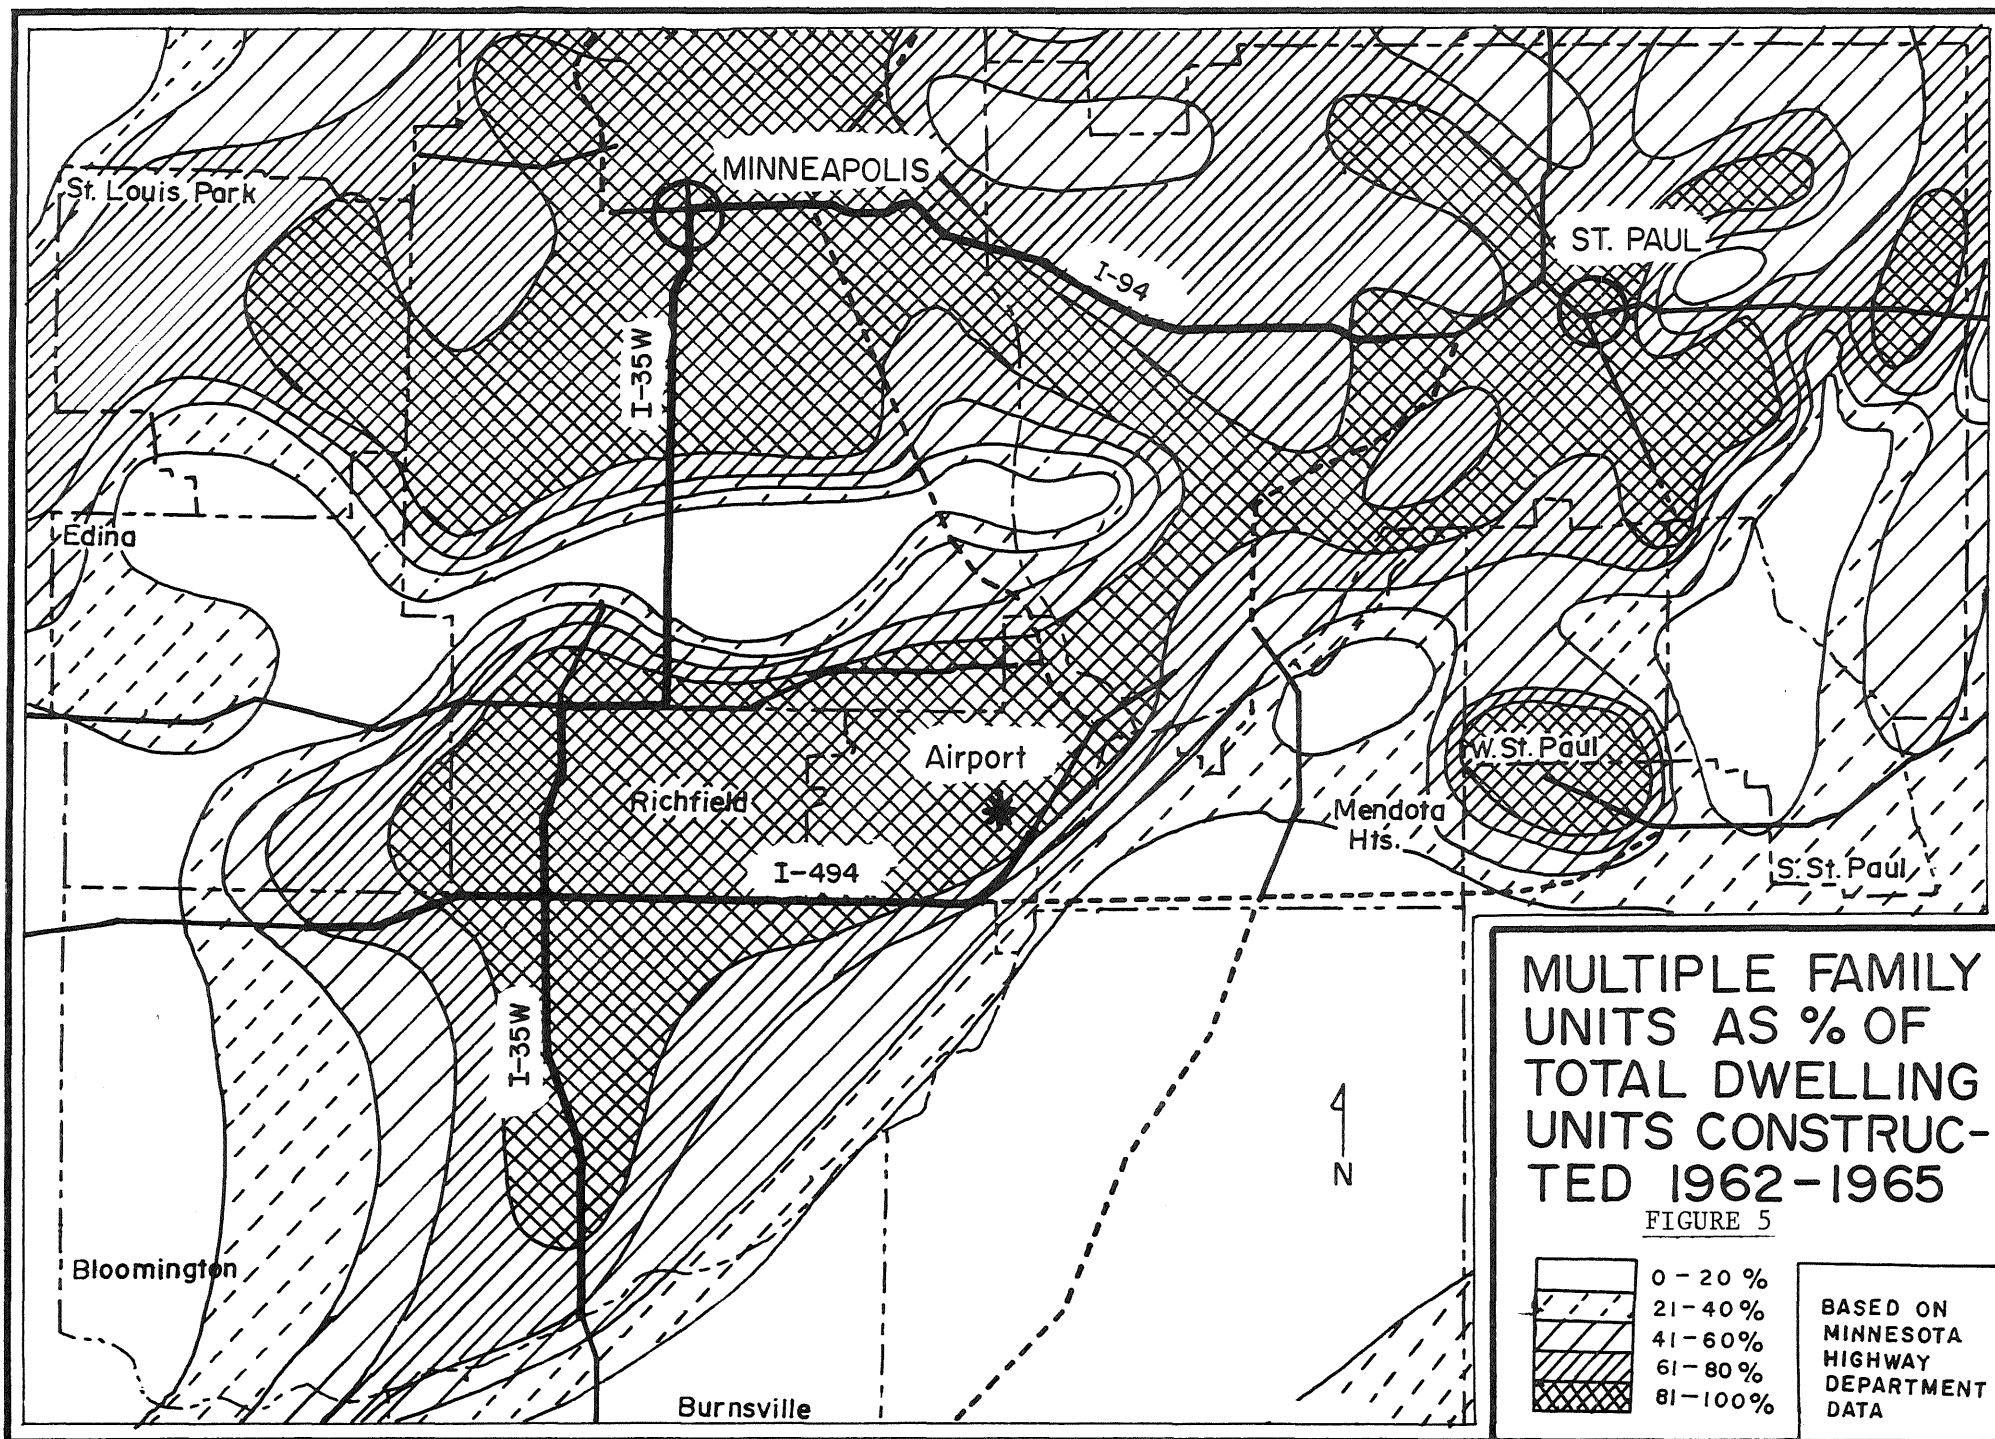 MINNEAPOLIS
St. Louis Park
ST. PAUL
I-94
I-35W
Edina
Airport
W. St. Paul
Richfield
Mendota
Hts.
I-494
S. St. Paul
I-35W
N
Bloomington
Burnsville
MULTIPLE FAMILY
UNITS AS % OF
TOTAL DWELLING
UNITS CONSTRUC-
TED 1962-1965
FIGURE 5
0-20%
21-40%
41-60%
61-80%
81-100%
BASED ON
MINNESOTA
HIGHWAY
DEPARTMENT
DATA